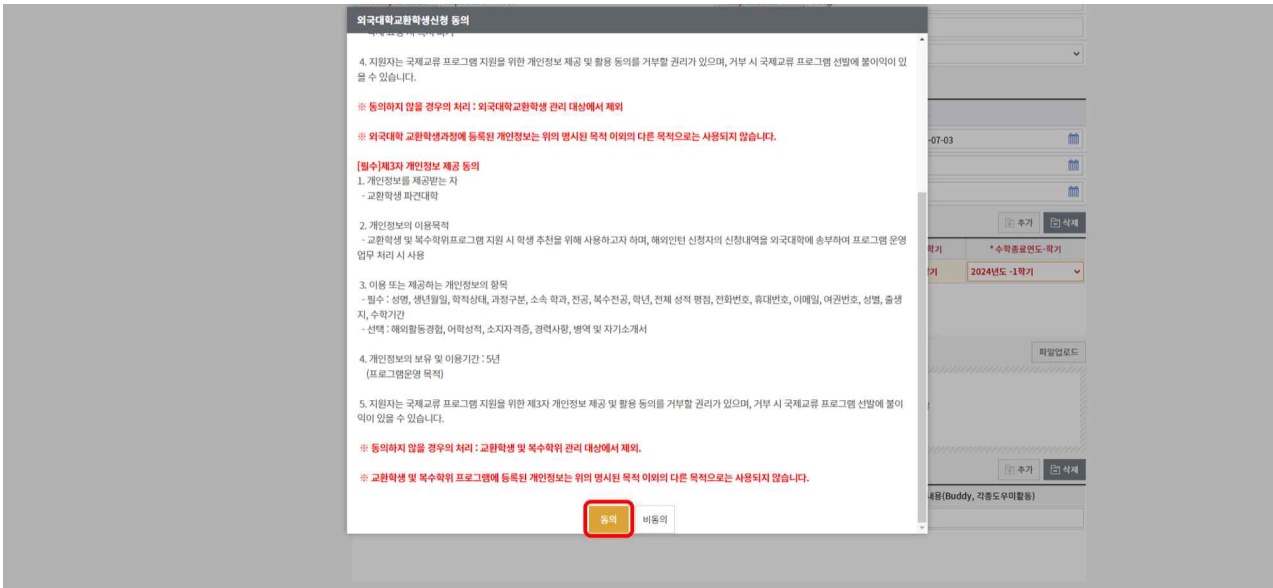 외국대학교환학생신청 동의
4. 지원자는 국제교류 프로그램 지원을 위한 개인정보 제공 및 활용 동의를 거부할 권리가 있으며, 거부 시 국제교류 프로그램 선발에 불이익이 있
을 수 있습니다.
※ 동의하지 않을 경우의 처리 : 외국대학교환학생 관리 대상에서 제외
※ 외국대학 교환학생과정에 등록된 개인정보는 위의 명시된 목적 이외의 다른 목적으로는 사용되지 않습니다.
-07-03
[필수]제3자 개인정보 제공 동의
1. 개인정보를 제공받는 자
- 교환학생 파견대학
추가
삭제
2. 개인정보의 이용목적
- 교환학생 및 복수학위프로그램 지원 시 학생 추천을 위해 사용하고자 하며, 해외인턴 신청자의 신청내역을 외국대학에 송부하여 프로그램 운영
업무 처리 시 사용
학기
* 수학종료연도-학기
2024년도 -1학기
3. 이용 또는 제공하는 개인정보의 항목
- 필수 : 성명, 생년월일, 학적상태, 과정구분, 소속 학과, 전공, 복수전공, 학년, 전체 성적 평점, 전화번호, 휴대번호, 이메일, 여권번호, 성별, 출생
지, 수학기간
- 선택 : 해외활동경험, 어학성적, 소지자격증, 경력사항, 병역 및 자기소개서
파일업로드
4. 개인정보의 보유 및 이용기간 : 5년
(프로그램운영 목적)
5. 지원자는 국제교류 프로그램 지원을 위한 제3자 개인정보 제공 및 활용 동의를 거부할 권리가 있으며, 거부 시 국제교류 프로그램 선발에 불이
익이 있을 수 있습니다.
※ 동의하지 않을 경우의 처리 : 교환학생 및 복수학위 관리 대상에서 제외.
추가
삭제
※ 교환학생 및 복수학위 프로그램에 등록된 개인정보는 위의 명시된 목적 이외의 다른 목적으로는 사용되지 않습니다.
내용(Buddy, 각종도우미활동)
동의
비동의